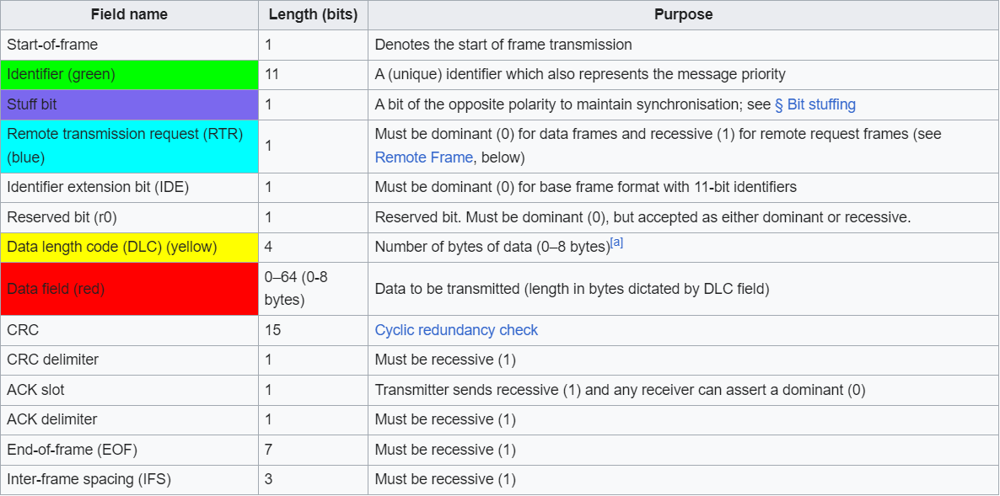 Field name Length (bits) Purpose
Start-of-frame 1 Denotes the start of frame transmission
Identifier (green) 11 A (unique) identifier which also represents the message priority
Stuff bit 1 A bit of the opposite polarity to maintain synchronisation; see § Bit stuffing
Remote transmission request (RTR)
(blue)
1
Must be dominant (0) for data frames and recessive (1) for remote request frames (see
Remote Frame, below)
Identifier extension bit (IDE) 1 Must be dominant (0) for base frame format with 11-bit identifiers
Reserved bit (r0) 1 Reserved bit. Must be dominant (0), but accepted as either dominant or recessive.
Data length code (DLC) (yellow) 4 Number of bytes of data (0–8 bytes)[a]
Data field (red)
0–64 (0-8
bytes)
Data to be transmitted (length in bytes dictated by DLC field)
CRC 15 Cyclic redundancy check
CRC delimiter 1 Must be recessive (1)
ACK slot 1 Transmitter sends recessive (1) and any receiver can assert a dominant (0)
ACK delimiter 1 Must be recessive (1)
End-of-frame (EOF) 7 Must be recessive (1)
Inter-frame spacing (IFS) 3 Must be recessive (1)